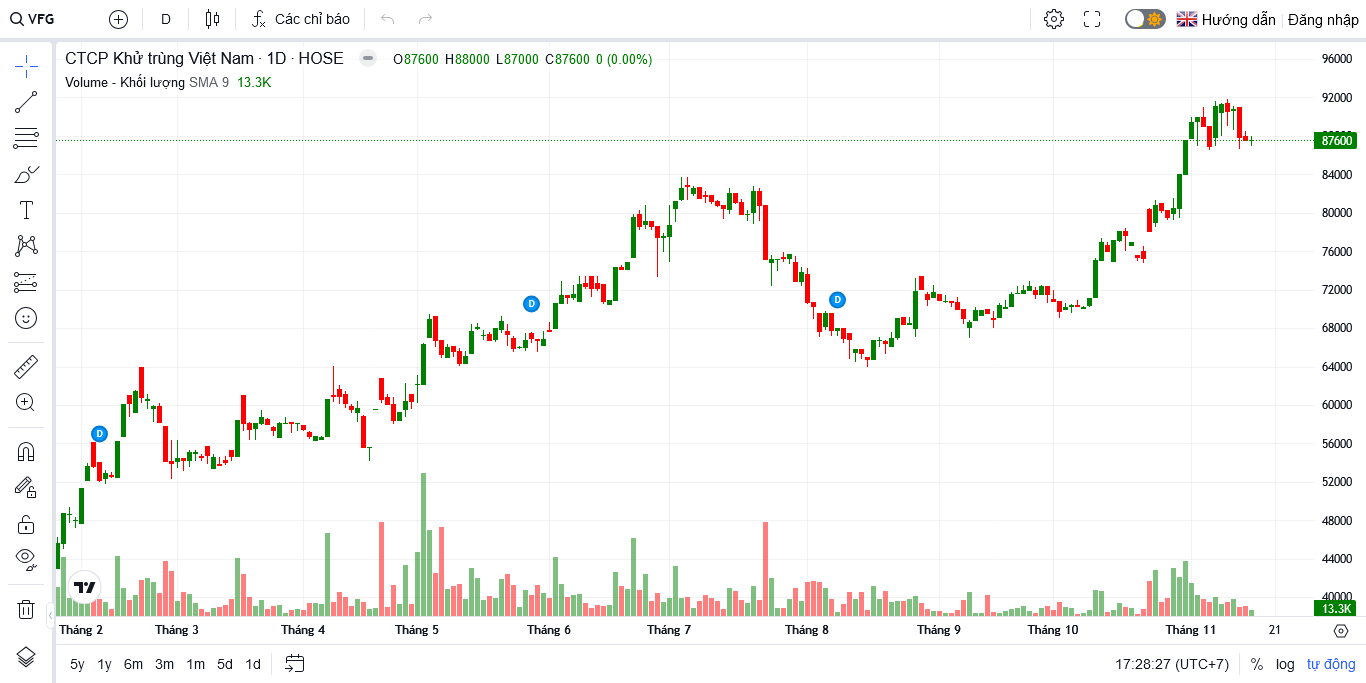 VFG D Các chỉ báo Hướng dẫn Đăng nhập
CTCP Khử trùng Việt Nam · 1D · HOSE O87600 H88000 L87000 C87600 0 (0.00%)
Volume - Khối lượng SMA 9 13.3K
96000
92000
87600
84000
80000
76000
72000
68000
64000
60000
56000
52000
48000
44000
40000
13.3K
D
D
D
Tháng 2 Tháng 3 Tháng 4 Tháng 5 Tháng 6 Tháng 7 Tháng 8 Tháng 9 Tháng 10 Tháng 11 21
5y 1y 6m 3m 1m 5d 1d 17:28:27 (UTC+7) % log tự động